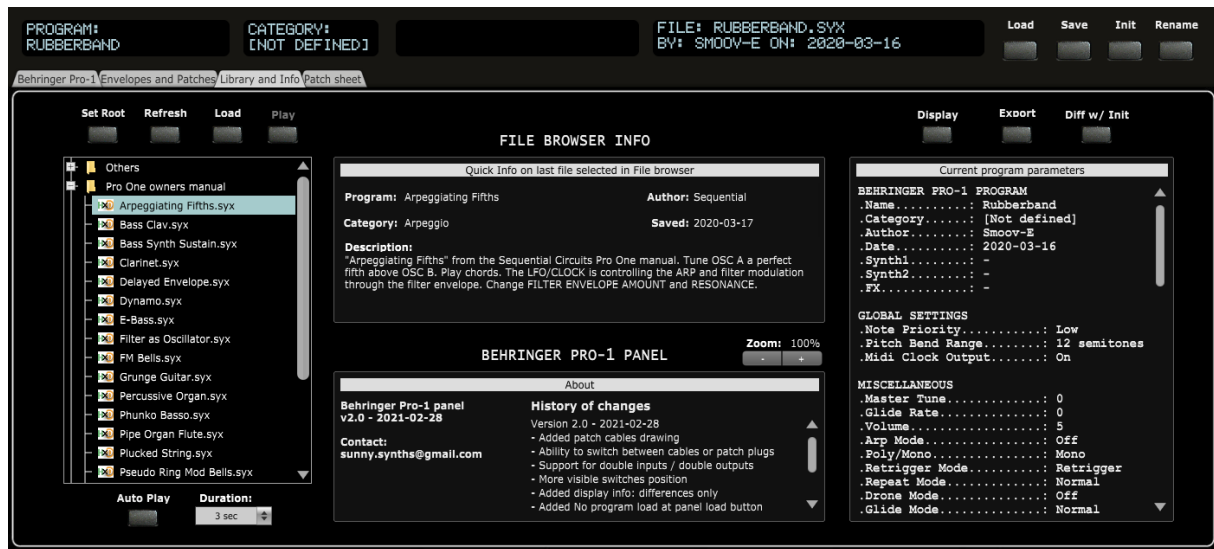 PROGRAM:
RUBBERBAND
CATEGORY:
[NOT DEFINED]
FILE: RUBBERBAND.SYX
BY: SMOOV-E ON: 2020-03-16
Load Save Init Rename
Behringer Pro-1 Envelopes and Patches Library and Info Patch sheet
Set Root Refresh Load Play
Others
Pro One owners manual
Arpeggiating Fifths.syx
Bass Clav.syx
Bass Synth Sustain.syx
Clarinet.syx
Delayed Envelope.syx
Dynamo.syx
E-Bass.syx
Filter as Oscillator.syx
FM Bells.syx
Grunge Guitar.syx
Percussive Organ.syx
Phunko Basso.syx
Pipe Organ Flute.syx
Plucked String.syx
Pseudo Ring Mod Bells.syx
Auto Play Duration:
3 sec
FILE BROWSER INFO
Quick Info on last file selected in File browser
Program: Arpeggiating Fifths Author: Sequential
Category: Arpeggio Saved: 2020-03-17
Description:
"Arpeggiating Fifths" from the Sequential Circuits Pro One manual. Tune OSC A a perfect
fifth above OSC B. Play chords. The LFO/CLOCK is controlling the ARP and filter modulation
through the filter envelope. Change FILTER ENVELOPE AMOUNT and RESONANCE.
BEHRINGER PRO-1 PANEL
Zoom: 100%
- +
About
Behringer Pro-1 panel
v2.0 - 2021-02-28
Contact:
sunny.synths@gmail.com
History of changes
Version 2.0 - 2021-02-28
- Added patch cables drawing
- Ability to switch between cables or patch plugs
- Support for double inputs / double outputs
- More visible switches position
- Added display info: differences only
- Added No program load at panel load button
Display Export Diff w/ Init
Current program parameters
BEHRINGER PRO-1 PROGRAM
.Name..........: Rubberband
.Category......: [Not defined]
.Author........: Smoov-E
.Date..........: 2020-03-16
.Synth1........: -
.Synth2........: -
.FX............: -
GLOBAL SETTINGS
.Note Priority...........: Low
.Pitch Bend Range........: 12 semitones
.Midi Clock Output.......: On
MISCELLANEOUS
.Master Tune.............: 0
.Glide Rate..............: 0
.Volume..................: 5
.Arp Mode................: Off
.Poly/Mono...............: Mono
.Retrigger Mode..........: Retrigger
.Repeat Mode.............: Normal
.Drone Mode..............: Off
.Glide Mode..............: Normal